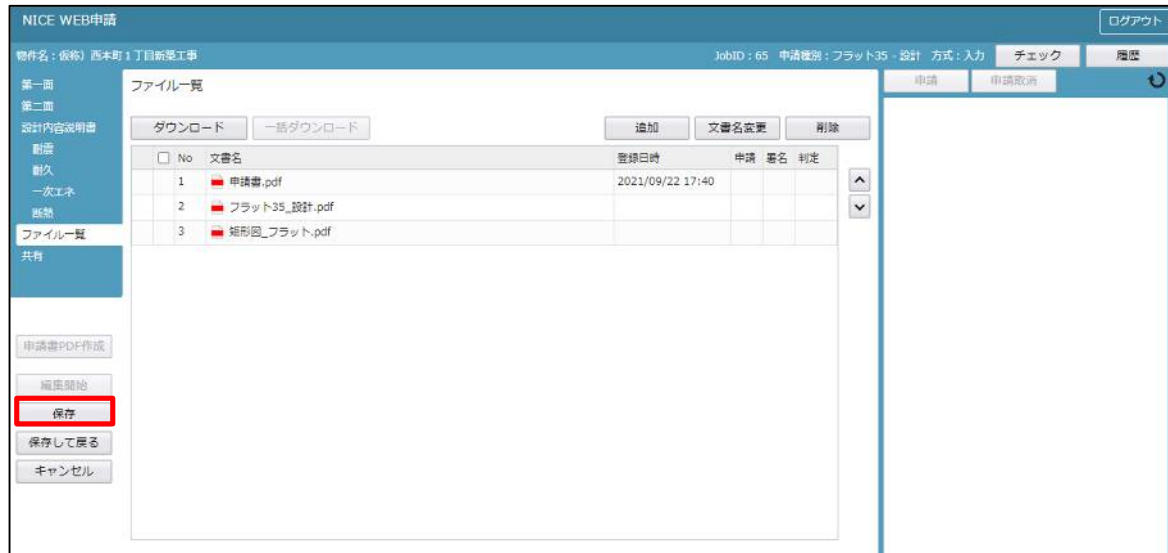 NICE WEB申請
ログアウト
物件名：仮称）西本町１丁目新築工事
JobID：65 申請種別：フラット35 - 設計 方式：入力
チェック
履歴
第一面
第二面
設計内容説明書
耐震
耐久
一次エネ
断熱
ファイル一覧
共有
申請書PDF作成
編集開始
保存
保存して戻る
キャンセル
ファイル一覧
ダウンロード
一括ダウンロード
追加
文書名変更
削除
No 文書名 登録日時 申請 署名 判定
1 申請書.pdf 2021/09/22 17:40
2 フラット35_設計.pdf
3 矩形図_フラット.pdf
申請
申請取消